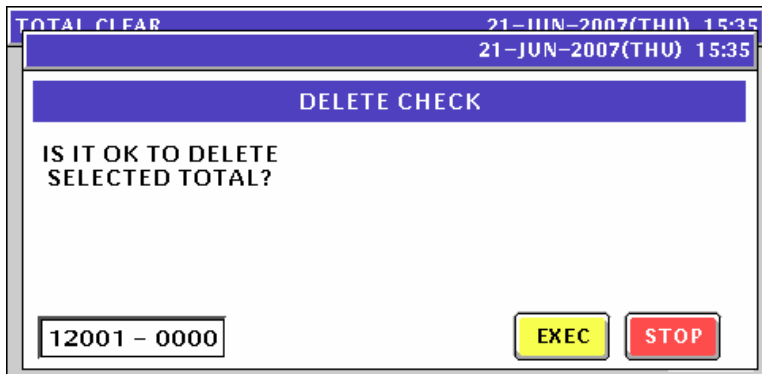 TOTAL CLEAR 21-JUN-2007(THU) 15:35
21-JUN-2007(THU) 15:35
DELETE CHECK
IS IT OK TO DELETE
SELECTED TOTAL?
12001 - 0000
EXEC STOP